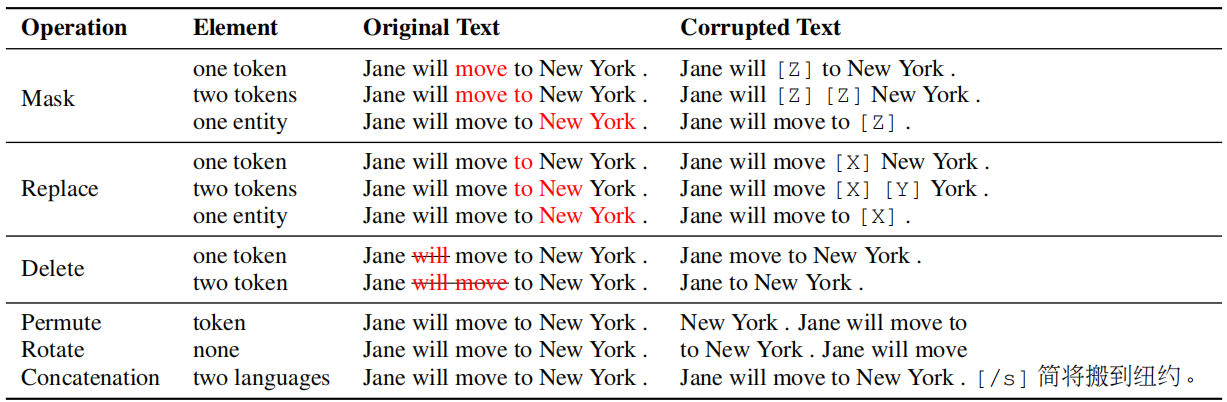 Operation Element Original Text Corrupted Text
one token Jane will move to New York . Jane will [Z] to New York .
Mask two tokens Jane will move to New York . Jane will [Z] [Z] New York .
one entity Jane will move to New York . Jane will move to [Z] .
one token Jane will move to New York . Jane will move [X] New York .
Replace two tokens Jane will move to New York . Jane will move [X] [Y] York .
one entity Jane will move to New York . Jane will move to [X] .
Delete one token Jane will move to New York . Jane move to New York .
two token Jane will move to New York . Jane to New York .
Permute token Jane will move to New York . New York . Jane will move to
Rotate none Jane will move to New York . to New York . Jane will move
Concatenation two languages Jane will move to New York . Jane will move to New York . [/s] 简将搬到纽约。